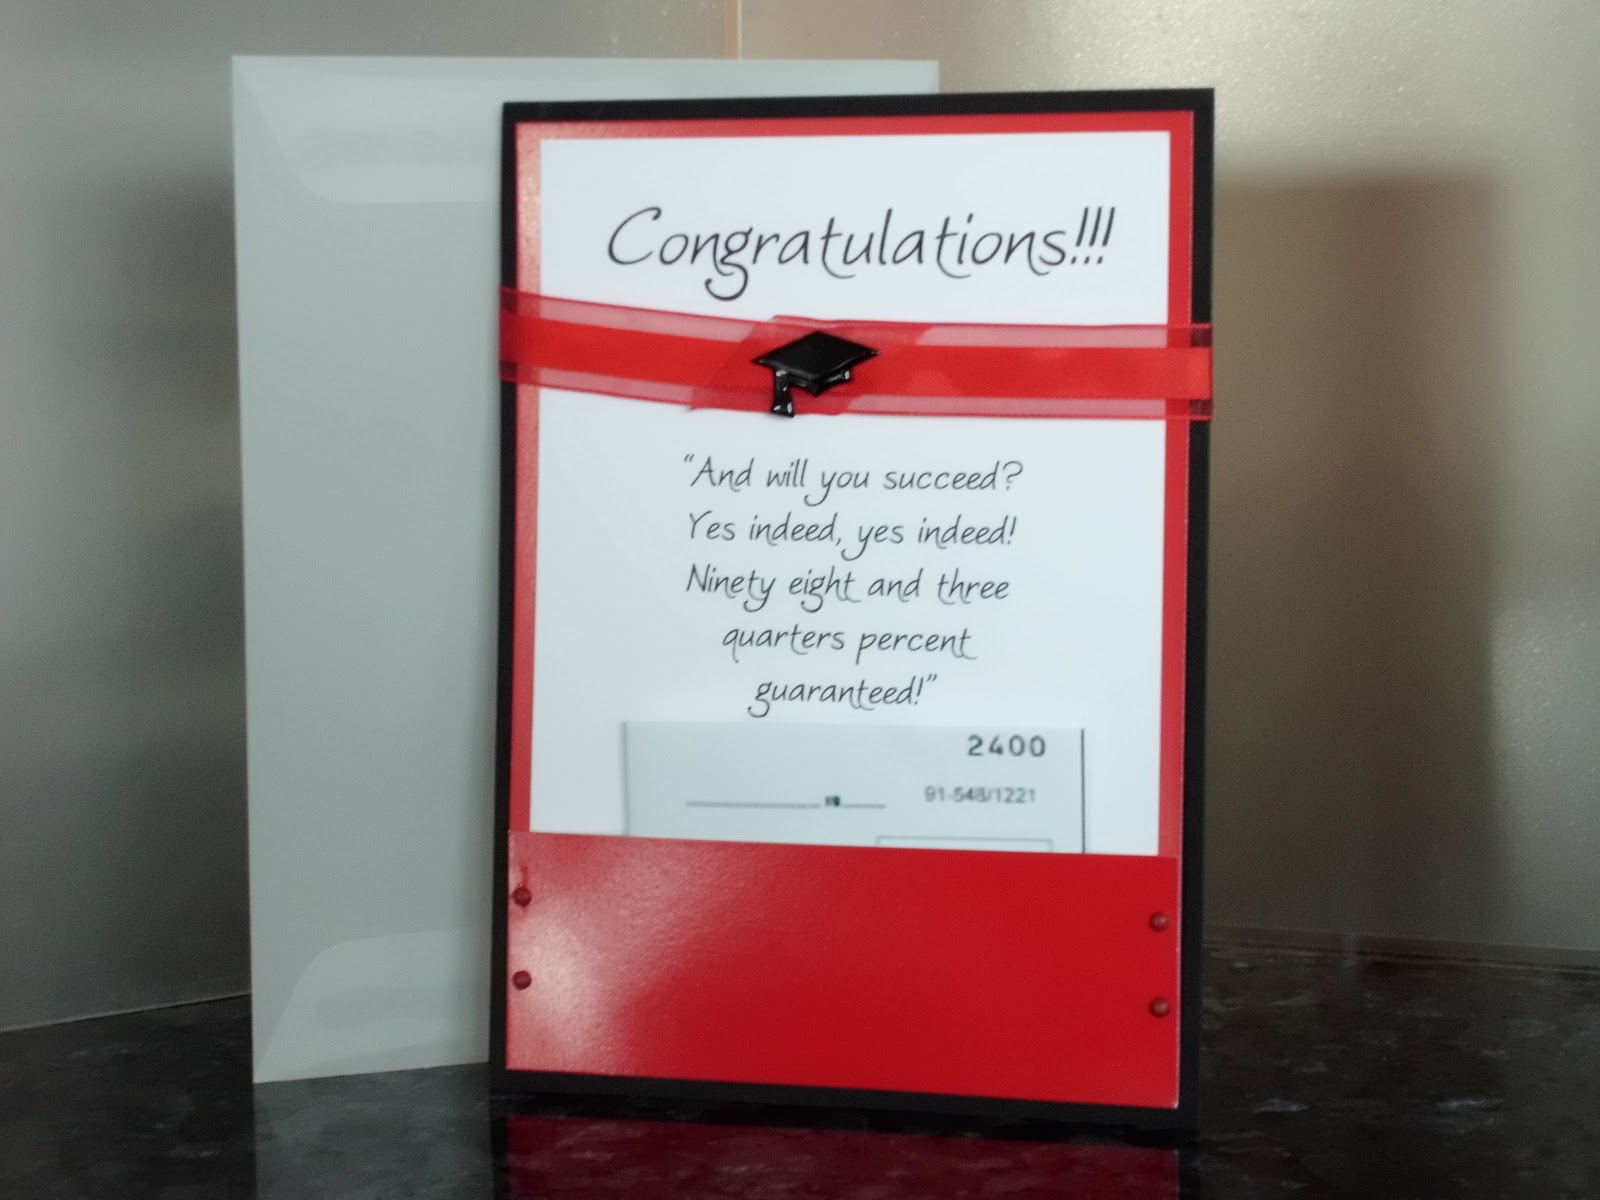 Congratulations!!!
“And will you succeed?
Yes indeed, yes indeed!
Ninety eight and three
quarters percent
guaranteed!”
2400
91-548/1221